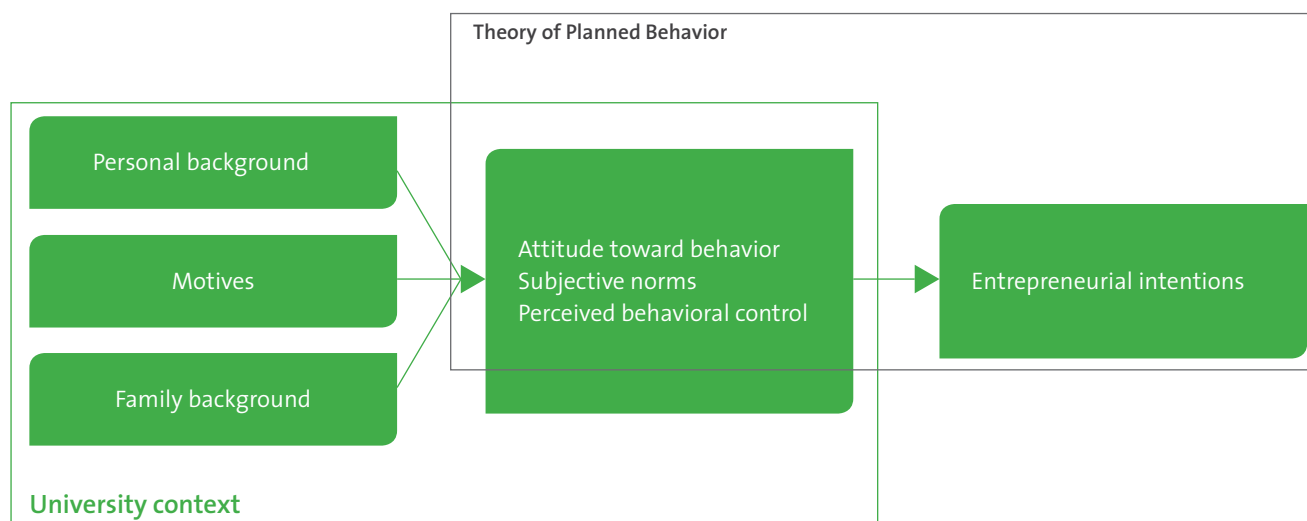 Theory of Planned Behavior
Personal background
Motives
Family background
Attitude toward behavior
Subjective norms
Perceived behavioral control
Entrepreneurial intentions
University context